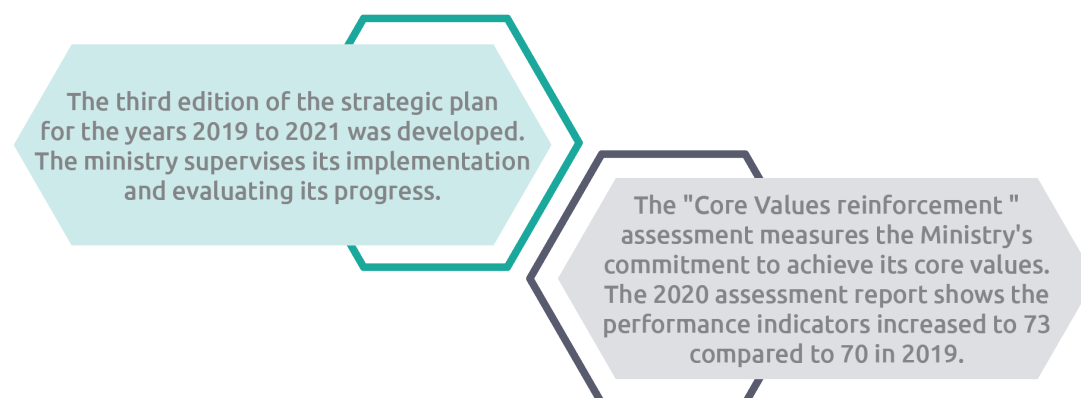 The third edition of the strategic plan
for the years 2019 to 2021 was developed.
The ministry supervises its implementation
and evaluating its progress.
The "Core Values reinforcement "
assessment measures the Ministry's
commitment to achieve its core values.
The 2020 assessment report shows the
performance indicators increased to 73
compared to 70 in 2019.